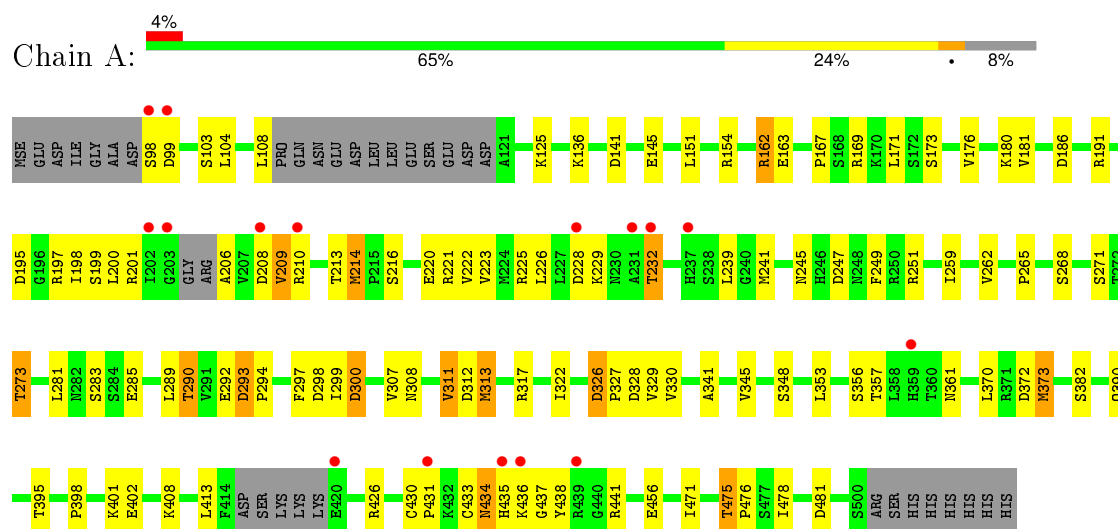 4%
Chain A:
65% 24% • 8%
MSE GLU ASP ILE GLY ALA ASP S98 D99 S103 L104 L108 PRO GLN ASN GLU ASP LEU LEU GLU SER GLU ASP ASP A121 K125 K136 D141 E145 L151 R154 R162 E163 P167 S168 R169 K170 L171 S172 S173 V176 K180 V181 D186 R191
D195 G196 R197 I198 S199 L200 R201 I202 G203 GLY ARG A206 V207 D208 V209 R210 T213 M214 P215 S216 E220 R221 V222 V223 M224 R225 L226 L227 D228 K229 N230 A231 T232 H237 S238 L239 G240 M241 N245 H246 D247 N248 F249 R250 R251 I259 V262 P265 S268 S271 T272
T273 L281 N282 S283 S284 E285 L289 T290 V291 E292 D293 P294 F297 D298 I299 D300 V307 N308 V311 D312 M313 R317 I322 D326 P327 D328 V329 V330 A341 V345 S348 L353 S356 T357 L358 H359 T360 N361 L370 R371 D372 M373 S382
T395 P398 K401 E402 K408 L413 F414 ASP SER LYS LYS LYS E420 R426 C430 P431 K432 C433 N434 H435 K436 G437 Y438 R439 G440 R441 E456 I471 T475 P476 S477 I478 D481 S500 ARG SER HIS HIS HIS HIS HIS HIS